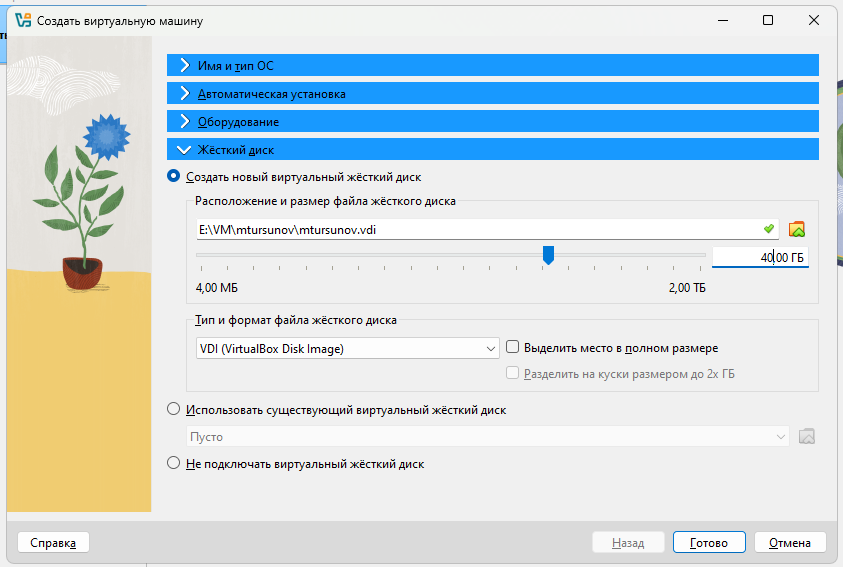 Создать виртуальную машину
Имя и тип ОС
Автоматическая установка
Оборудование
Жёсткий диск
Создать новый виртуальный жёсткий диск
Расположение и размер файла жёсткого диска
E:\VM\mtursunov\mtursunov.vdi
40,00 ГБ
4,00 МБ 2,00 ТБ
Тип и формат файла жёсткого диска
VDI (VirtualBox Disk Image) Выделить место в полном размере
Разделить на куски размером до 2х ГБ
Использовать существующий виртуальный жёсткий диск
Пусто
Не подключать виртуальный жёсткий диск
Справка Назад Готово Отмена